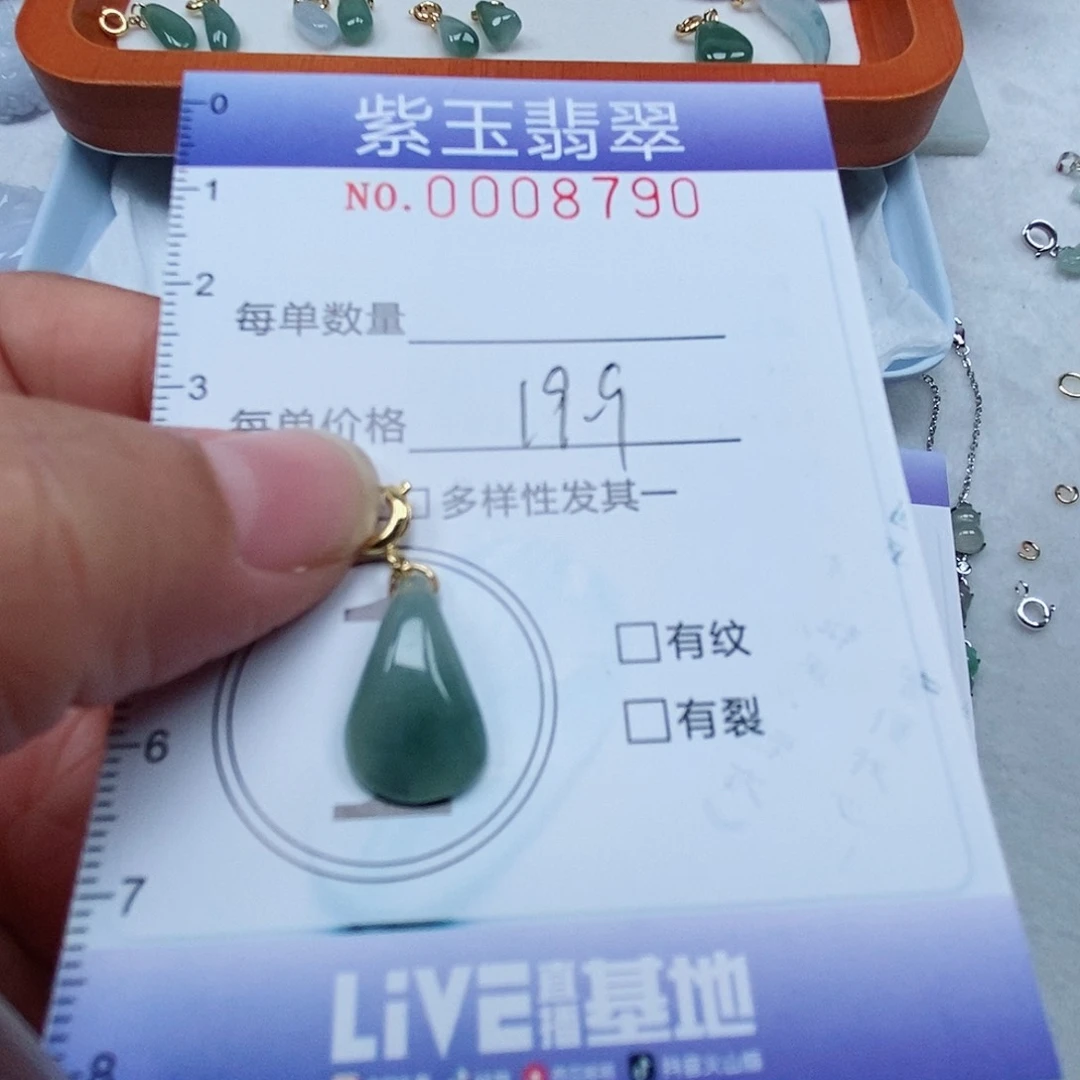 0
紫玉翡翠
1
NO.0008790
2
每单数量
3
每单价格 199
□多样性发其一
□有纹
□有裂
6
7
LiVE直播基地
8